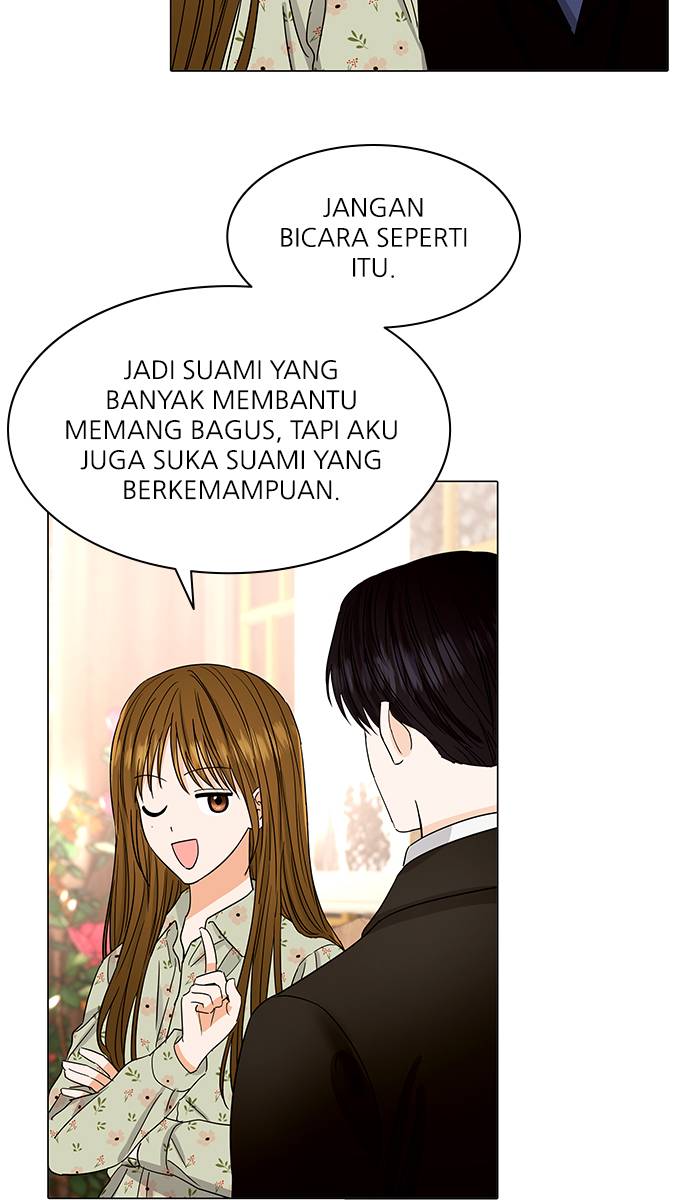 JANGAN
BICARA SEPERTI
ITU.
JADI SUAMI YANG
BANYAK MEMBANTU
MEMANG BAGUS, TAPI AKU
JUGA SUKA SUAMI YANG
BERKEMAMPUAN.